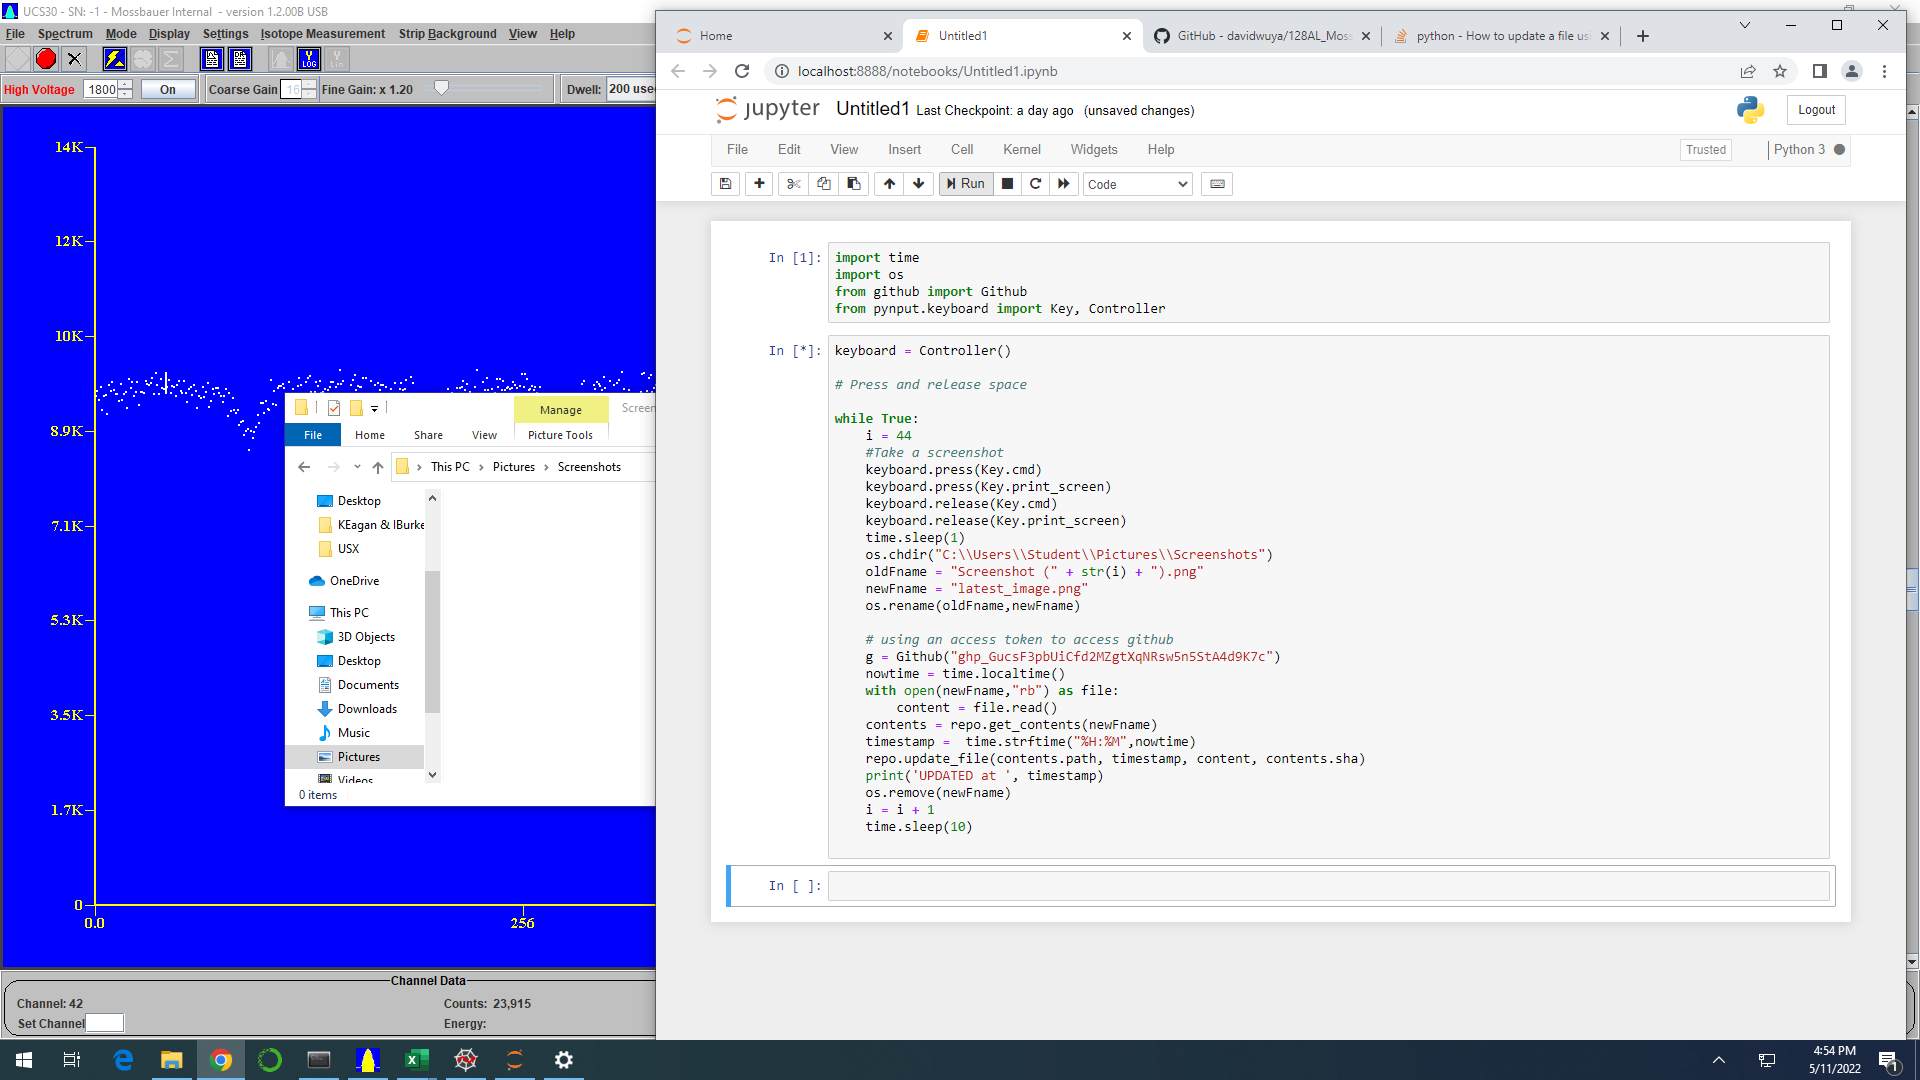 UCS30 - SN: -1 - Mossbauer Internal - version 1.2.00B USB
File Spectrum Mode Display Settings Isotope Measurement Strip Background View Help
Y LOG
Y Lin
High Voltage 1800 On Coarse Gain 16 Fine Gain: x 1.20 Dwell: 200 usec
14K
12K
10K
8.9K
7.1K
5.3K
3.5K
1.7K
0
0.0 256
Channel Data
Channel: 42 Counts: 23,915
Set Channel Energy:
Manage Screen
File Home Share View Picture Tools
This PC > Pictures > Screenshots
Desktop
KEagan & IBurke
USX
OneDrive
This PC
3D Objects
Desktop
Documents
Downloads
Music
Pictures
Videos
0 items
Home Untitled1 GitHub - davidwuya/128AL_Moss python - How to update a file usi
localhost:8888/notebooks/Untitled1.ipynb
jupyter Untitled1 Last Checkpoint: a day ago (unsaved changes) Logout
File Edit View Insert Cell Kernel Widgets Help Trusted Python 3
Run Code
In [1]:
import time
import os
from github import Github
from pynput.keyboard import Key, Controller
In [*]:
keyboard = Controller()
# Press and release space
while True:
i = 44
#Take a screenshot
keyboard.press(Key.cmd)
keyboard.press(Key.print_screen)
keyboard.release(Key.cmd)
keyboard.release(Key.print_screen)
time.sleep(1)
os.chdir("C:\\Users\\Student\\Pictures\\Screenshots")
oldFname = "Screenshot (" + str(i) + ").png"
newFname = "latest_image.png"
os.rename(oldFname,newFname)
# using an access token to access github
g = Github("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")
nowtime = time.localtime()
with open(newFname,"rb") as file:
content = file.read()
contents = repo.get_contents(newFname)
timestamp =  time.strftime("%H:%M",nowtime)
repo.update_file(contents.path, timestamp, content, contents.sha)
print('UPDATED at ', timestamp)
os.remove(newFname)
i = i + 1
time.sleep(10)
In [ ]:
4:54 PM
5/11/2022
1